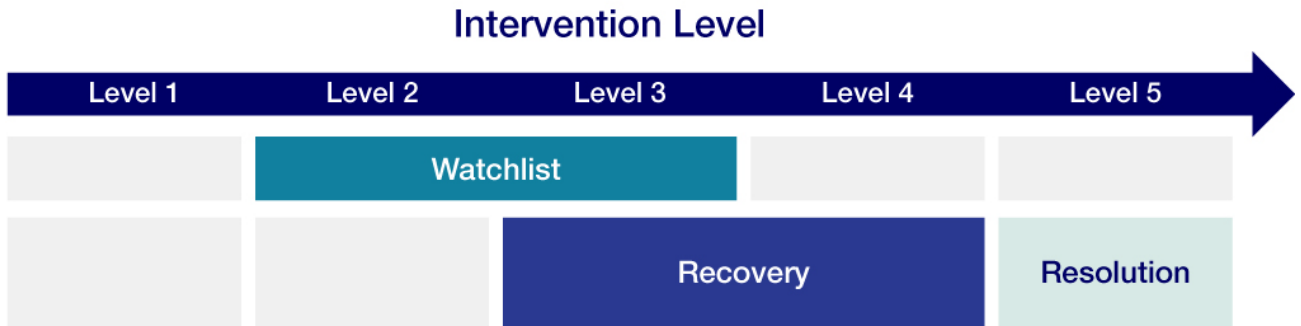 Intervention Level
Level 1 Level 2 Level 3 Level 4 Level 5
Watchlist
Recovery Resolution